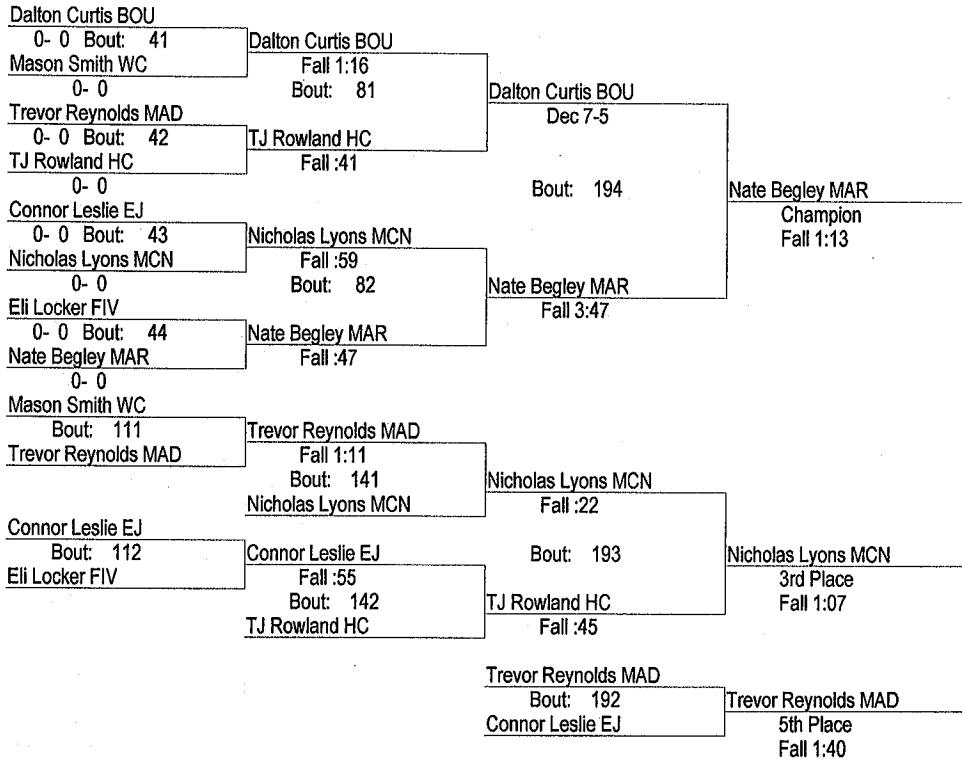 Dalton Curtis BOU
0- 0 Bout: 41
Mason Smith WC
0- 0
Trevor Reynolds MAD
0- 0 Bout: 42
TJ Rowland HC
0- 0
Connor Leslie EJ
0- 0 Bout: 43
Nicholas Lyons MCN
0- 0
Eli Locker FIV
0- 0 Bout: 44
Nate Begley MAR
0- 0
Dalton Curtis BOU
Fall 1:16
Bout: 81
TJ Rowland HC
Fall :41
Nicholas Lyons MCN
Fall :59
Bout: 82
Nate Begley MAR
Fall :47
Dalton Curtis BOU
Dec 7-5
Bout: 194
Nate Begley MAR
Fall 3:47
Nate Begley MAR
Champion
Fall 1:13
Mason Smith WC
Bout: 111
Trevor Reynolds MAD
Connor Leslie EJ
Bout: 112
Eli Locker FIV
Trevor Reynolds MAD
Fall 1:11
Bout: 141
Nicholas Lyons MCN
Connor Leslie EJ
Fall :55
Bout: 142
TJ Rowland HC
Nicholas Lyons MCN
Fall :22
Bout: 193
TJ Rowland HC
Fall :45
Nicholas Lyons MCN
3rd Place
Fall 1:07
Trevor Reynolds MAD
Bout: 192
Connor Leslie EJ
Trevor Reynolds MAD
5th Place
Fall 1:40